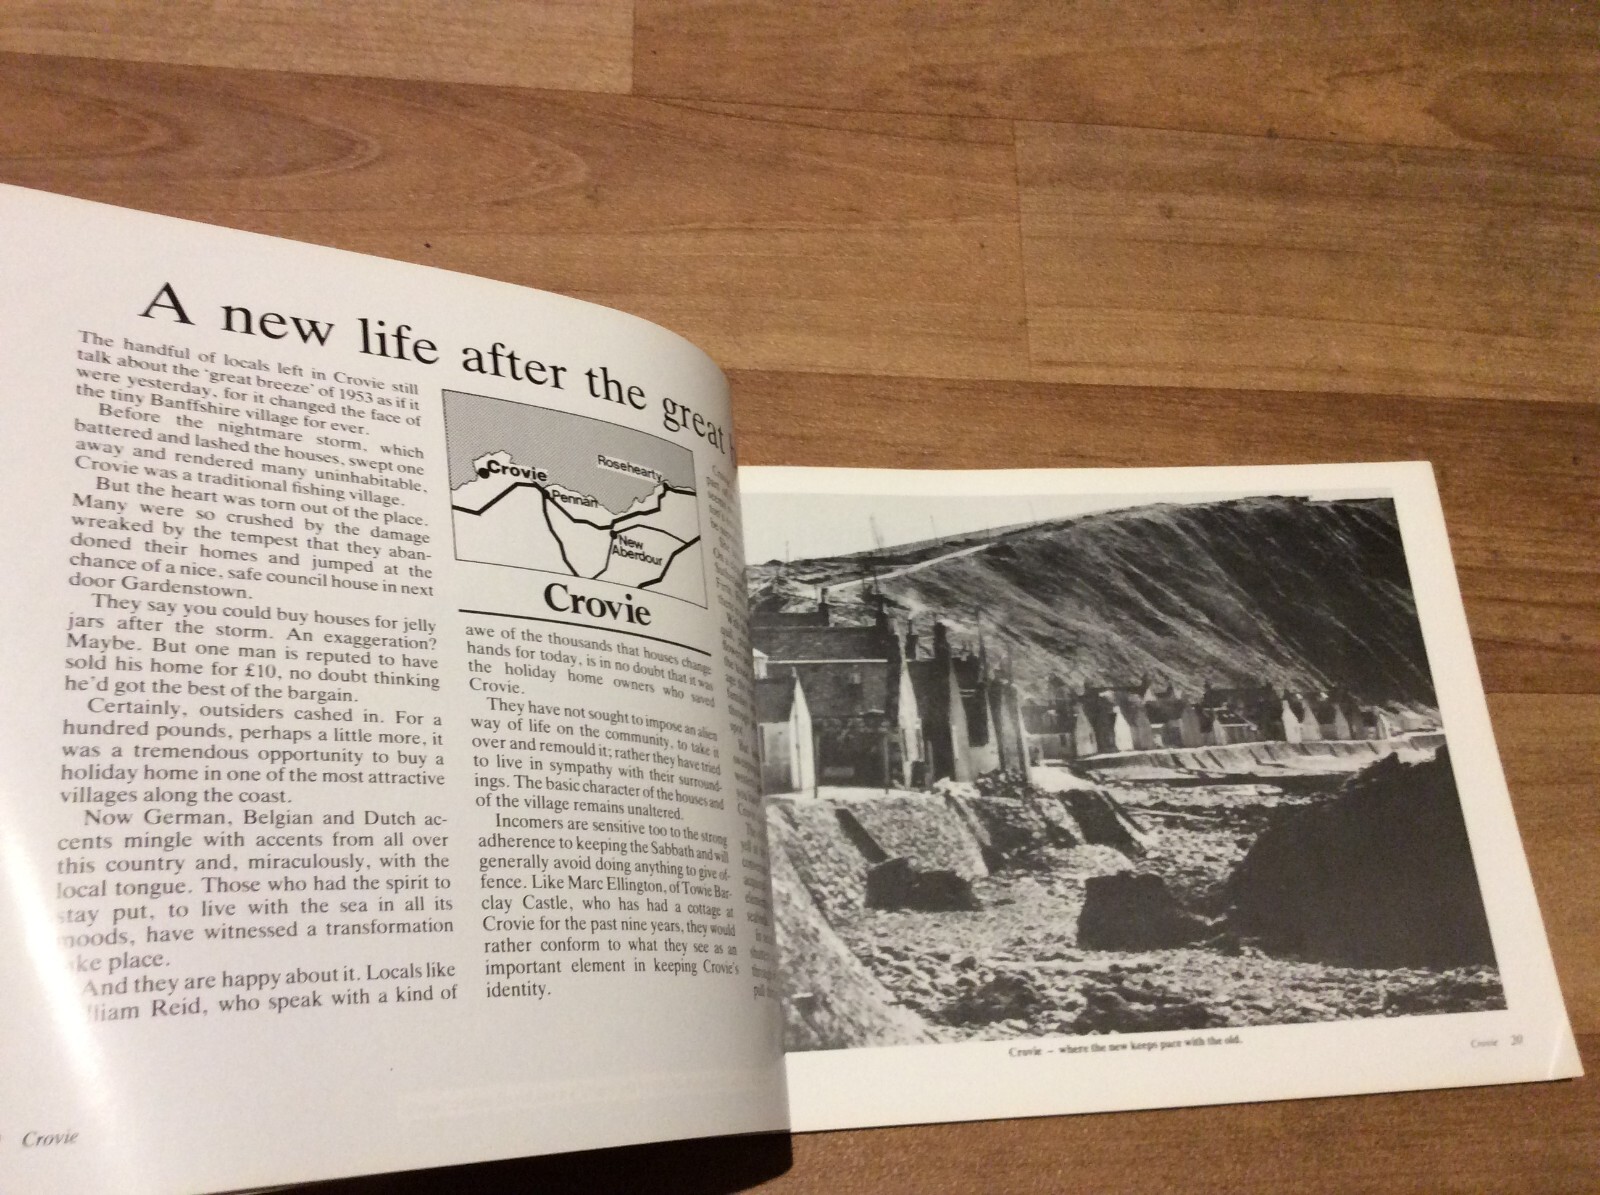 A new life after the great
The handful of locals left in Crovie still
talk about the 'great breeze' of 1953 as if it
were yesterday, for it changed the face of
the tiny Banffshire village for ever.
Before the nightmare storm, which
battered and lashed the houses, swept one
away and rendered many uninhabitable,
Crovie was a traditional fishing village.
But the heart was torn out of the place.
Many were so crushed by the damage
wreaked by the tempest that they aban-
doned their homes and jumped at the
chance of a nice, safe council house in next
door Gardenstown.
They say you could buy houses for jelly
jars after the storm. An exaggeration?
Maybe. But one man is reputed to have
sold his home for £10, no doubt thinking
he'd got the best of the bargain.
Certainly, outsiders cashed in. For a
hundred pounds, perhaps a little more, it
was a tremendous opportunity to buy a
holiday home in one of the most attractive
villages along the coast.
Now German, Belgian and Dutch ac-
cents mingle with accents from all over
this country and, miraculously, with the
local tongue. Those who had the spirit to
stay put, to live with the sea in all its
moods, have witnessed a transformation
place.
And they are happy about it. Locals like
Reid, who speak with a kind of
Crovie
Rosehearty
Pennan
New
Aberdour
Crovie
awe of the thousands that houses change
hands for today, is in no doubt that it was
the holiday home owners who saved
Crovie.
They have not sought to impose an alien
way of life on the community, to take it
over and remould it; rather they have tried
to live in sympathy with their surround-
ings. The basic character of the houses and
of the village remains unaltered.
Incomers are sensitive too to the strong
adherence to keeping the Sabbath and will
generally avoid doing anything to give of-
fence. Like Marc Ellington, of Towie Bar-
clay Castle, who has had a cottage at
Crovie for the past nine years, they would
rather conform to what they see as an
important element in keeping Crovie's
identity.
Crovie
Crovie – where the new keeps pace with the old.
Crovie 20